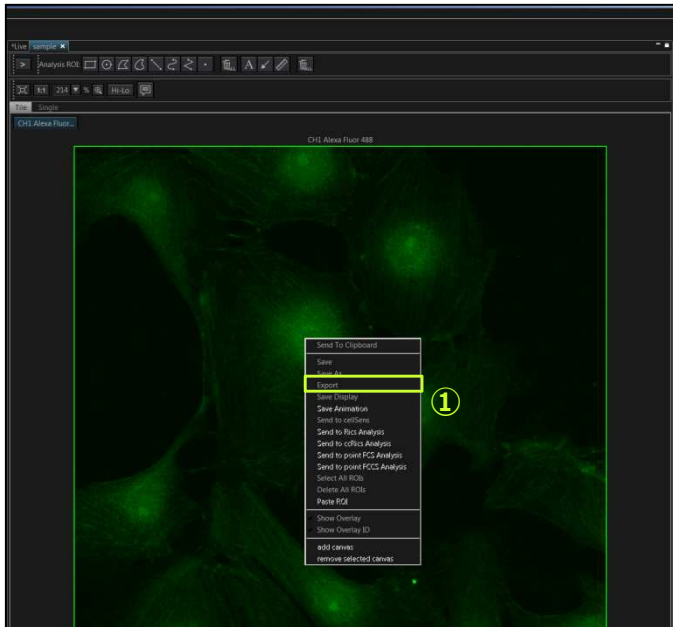 *Live sample ×
> Analysis ROI: A
1:1 214 ▼ % Hi-Lo
Tile Single
CH1 Alexa Fluor...
CH1 Alexa Fluor 488
Send To Clipboard
Save
Save As
Export
①
Save Display
Save Animation
Send to cellSens
Send to Rics Analysis
Send to ccRics Analysis
Send to point FCS Analysis
Send to point FCCS Analysis
Select All ROIs
Delete All ROIs
Paste ROI
Show Overlay
Show Overlay ID
add canvas
remove selected canvas